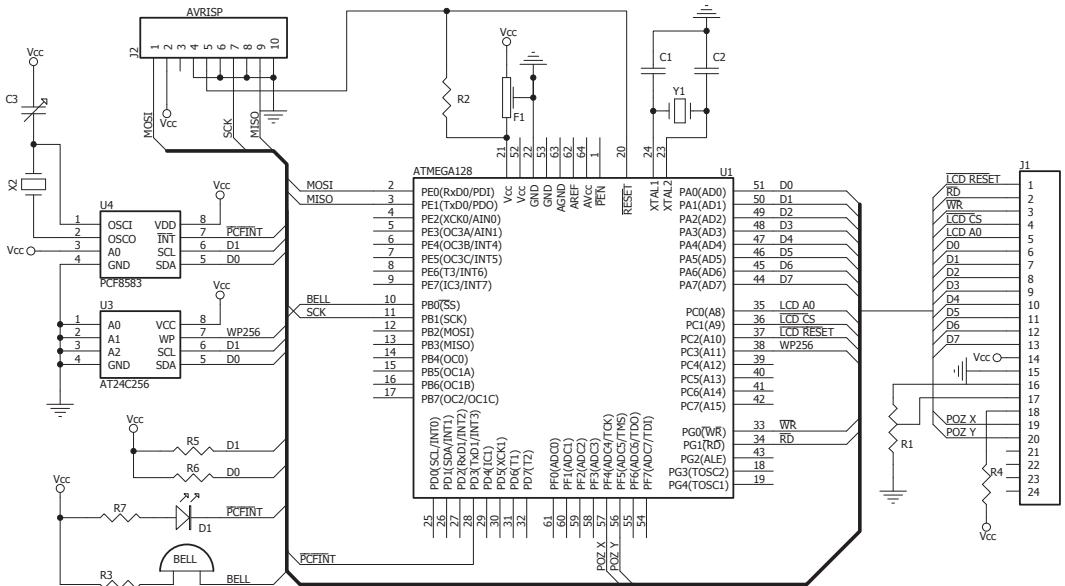 AVRISP
J2
1 2 3 4 5 6 7 8 9 10
MOSI
Vcc
SCK
MISO
Vcc
C3
X2
R2
Vcc
F1
C1
C2
Y1
U4
1 OSCI VDD 8
2 OSCO INT 7 PCFINT
3 A0 SCL 6 D1
4 GND SDA 5 D0
PCF8583
Vcc
Vcc
U3
1 A0 VCC 8
2 A1 WP 7 WP256
3 A2 SCL 6 D1
4 GND SDA 5 D0
AT24C256
Vcc
Vcc
R5 D1
R6 D0
Vcc
R7
D1
PCFINT
BELL
R3
BELL
PCFINT
ATMEGA128
U1
21 52 22 53 63 62 64 1 20 24 23
Vcc Vcc GND GND AGND AREF AVcc PEN RESET XTAL1 XTAL2
MOSI 2 PE0(RxD0/PDI)
MISO 3 PE1(TxD0/PDO)
4 PE2(XCK0/AIN0)
5 PE3(OC3A/AIN1)
6 PE4(OC3B/INT4)
7 PE5(OC3C/INT5)
8 PE6(T3/INT6)
9 PE7(IC3/INT7)
BELL 10 PB0(SS)
SCK 11 PB1(SCK)
12 PB2(MOSI)
13 PB3(MISO)
14 PB4(OC0)
15 PB5(OC1A)
16 PB6(OC1B)
17 PB7(OC2/OC1C)
PA0(AD0) 51 D0
PA1(AD1) 50 D1
PA2(AD2) 49 D2
PA3(AD3) 48 D3
PA4(AD4) 47 D4
PA5(AD5) 46 D5
PA6(AD6) 45 D6
PA7(AD7) 44 D7
PC0(A8) 35 LCD A0
PC1(A9) 36 LCD CS
PC2(A10) 37 LCD RESET
PC3(A11) 38 WP256
PC4(A12) 39
PC5(A13) 40
PC6(A14) 41
PC7(A15) 42
PG0(WR) 33 WR
PG1(RD) 34 RD
PG2(ALE) 43
PG3(TOSC2) 18
PG4(TOSC1) 19
PD0(SCL/INT0)
PD1(SDA/INT1)
PD2(RxD1/INT2)
PD3(TxD1/INT3)
PD4(IC1)
PD5(XCK1)
PD6(T1)
PD7(T2)
PF0(ADC0)
PF1(ADC1)
PF2(ADC2)
PF3(ADC3)
PF4(ADC4/TCK)
PF5(ADC5/TMS)
PF6(ADC6/TDO)
PF7(ADC7/TDI)
25 26 27 28 29 30 31 32 61 60 59 58 57 56 55 54
POZ X
POZ Y
J1
LCD RESET 1
RD 2
WR 3
LCD CS 4
LCD A0 5
D0 6
D1 7
D2 8
D3 9
D4 10
D5 11
D6 12
D7 13
Vcc 14
15
16
17
18
POZ X 19
POZ Y 20
21
22
23
24
R1
R4
Vcc